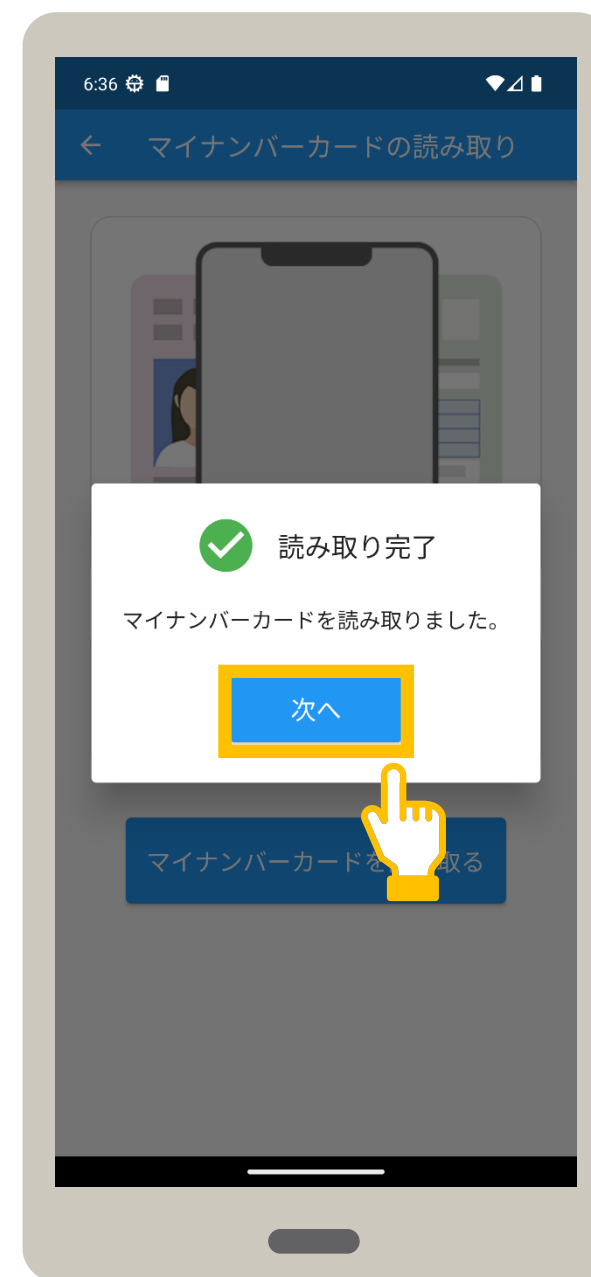 6:36
マイナンバーカードの読み取り
読み取り完了
マイナンバーカードを読み取りました。
次へ
マイナンバーカードを 取る